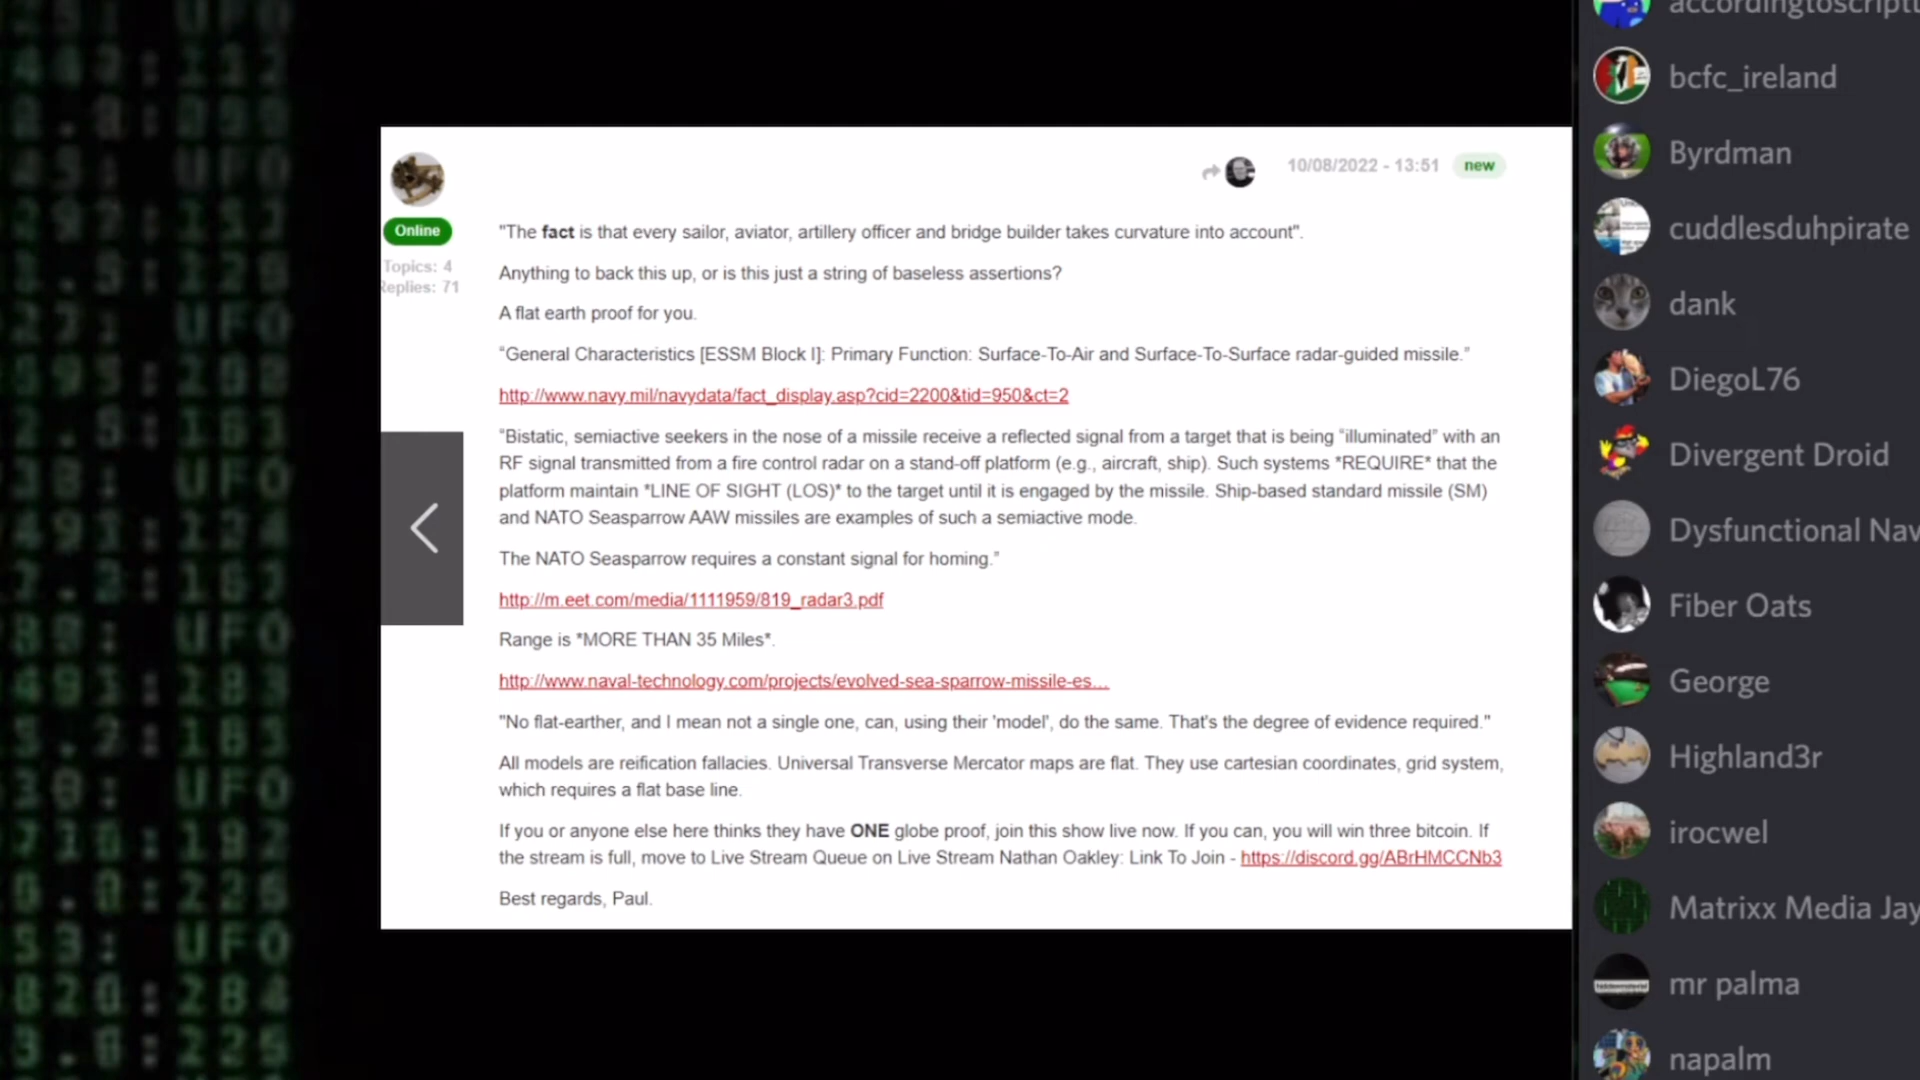 10/08/2022 - 13:51 new
Online
Topics: 4
Replies: 71
"The fact is that every sailor, aviator, artillery officer and bridge builder takes curvature into account".
Anything to back this up, or is this just a string of baseless assertions?
A flat earth proof for you.
“General Characteristics [ESSM Block I]: Primary Function: Surface-To-Air and Surface-To-Surface radar-guided missile.”
http://www.navy.mil/navydata/fact_display.asp?cid=2200&tid=950&ct=2
“Bistatic, semiactive seekers in the nose of a missile receive a reflected signal from a target that is being “illuminated” with an
RF signal transmitted from a fire control radar on a stand-off platform (e.g., aircraft, ship). Such systems *REQUIRE* that the
platform maintain *LINE OF SIGHT (LOS)* to the target until it is engaged by the missile. Ship-based standard missile (SM)
and NATO Seasparrow AAW missiles are examples of such a semiactive mode.
The NATO Seasparrow requires a constant signal for homing.”
http://m.eet.com/media/1111959/819_radar3.pdf
Range is *MORE THAN 35 Miles*.
http://www.naval-technology.com/projects/evolved-sea-sparrow-missile-es...
"No flat-earther, and I mean not a single one, can, using their 'model', do the same. That's the degree of evidence required."
All models are reification fallacies. Universal Transverse Mercator maps are flat. They use cartesian coordinates, grid system,
which requires a flat base line.
If you or anyone else here thinks they have ONE globe proof, join this show live now. If you can, you will win three bitcoin. If
the stream is full, move to Live Stream Queue on Live Stream Nathan Oakley: Link To Join - https://discord.gg/ABrHMCCNb3
Best regards, Paul.
accordingtoscriptu
bcfc_ireland
Byrdman
cuddlesduhpirate
dank
DiegoL76
Divergent Droid
Dysfunctional Nav
Fiber Oats
George
Highland3r
irocwel
Matrixx Media Jay
mr palma
napalm